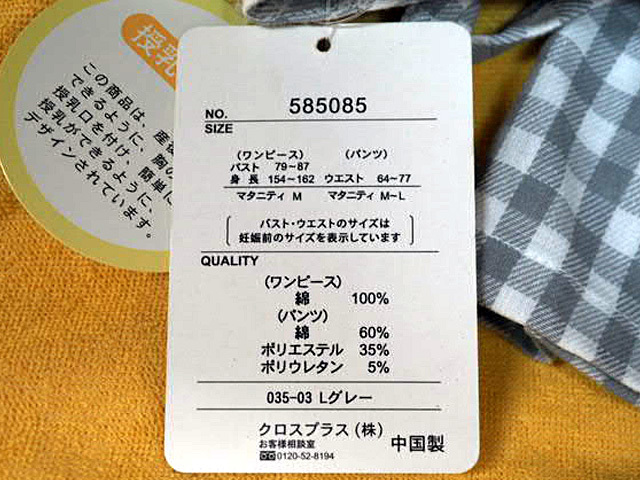 授乳
この商品は、産後
できるように、胸の
授乳口を付け、簡単に
授乳ができるように、
デザインされています。
NO. 585085
SIZE
(ワンピース) (パンツ)
バスト 79~87
身長 154~162 ウエスト 64~77
マタニティ M マタニティ M~L
バスト・ウエストのサイズは
妊娠前のサイズを表示しています
QUALITY
(ワンピース)
綿 100%
(パンツ)
綿 60%
ポリエステル 35%
ポリウレタン 5%
035-03 Lグレー
クロスプラス(株)
お客様相談室
0120-52-8194
中国製